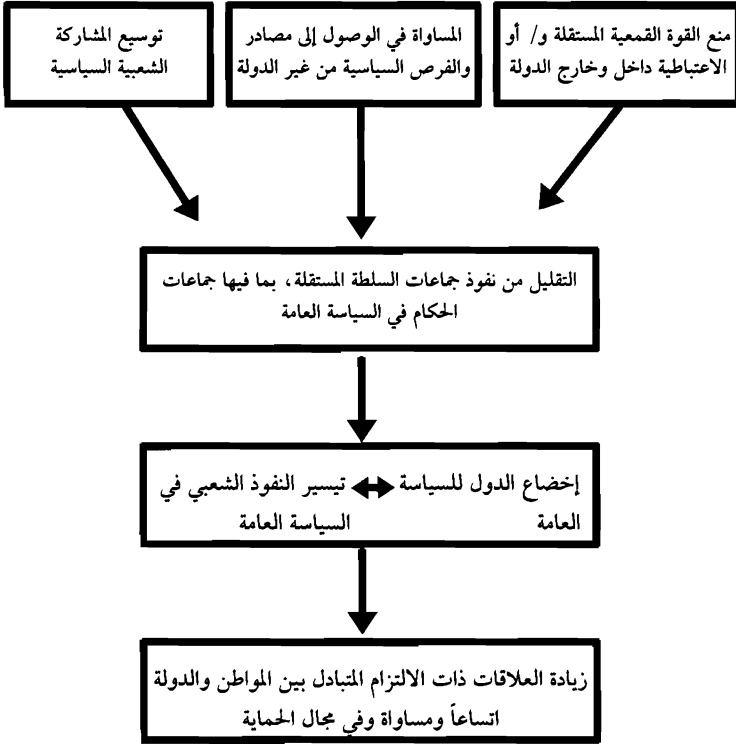 منع القوة القمعية المستقلة و/ أو
الاعتباطية داخل وخارج الدولة
المساواة في الوصول إلى مصادر
والفرص السياسية من غير الدولة
توسيع المشاركة
الشعبية السياسية
التقليل من نفوذ جماعات السلطة المستقلة، بما فيها جماعات
الحكام في السياسة العامة
إخضاع الدول للسياسة
العامة
تيسير النفوذ الشعبي في
السياسة العامة
زيادة العلاقات ذات الالتزام المتبادل بين المواطن والدولة
اتساعاً ومساواة وفي مجال الحماية